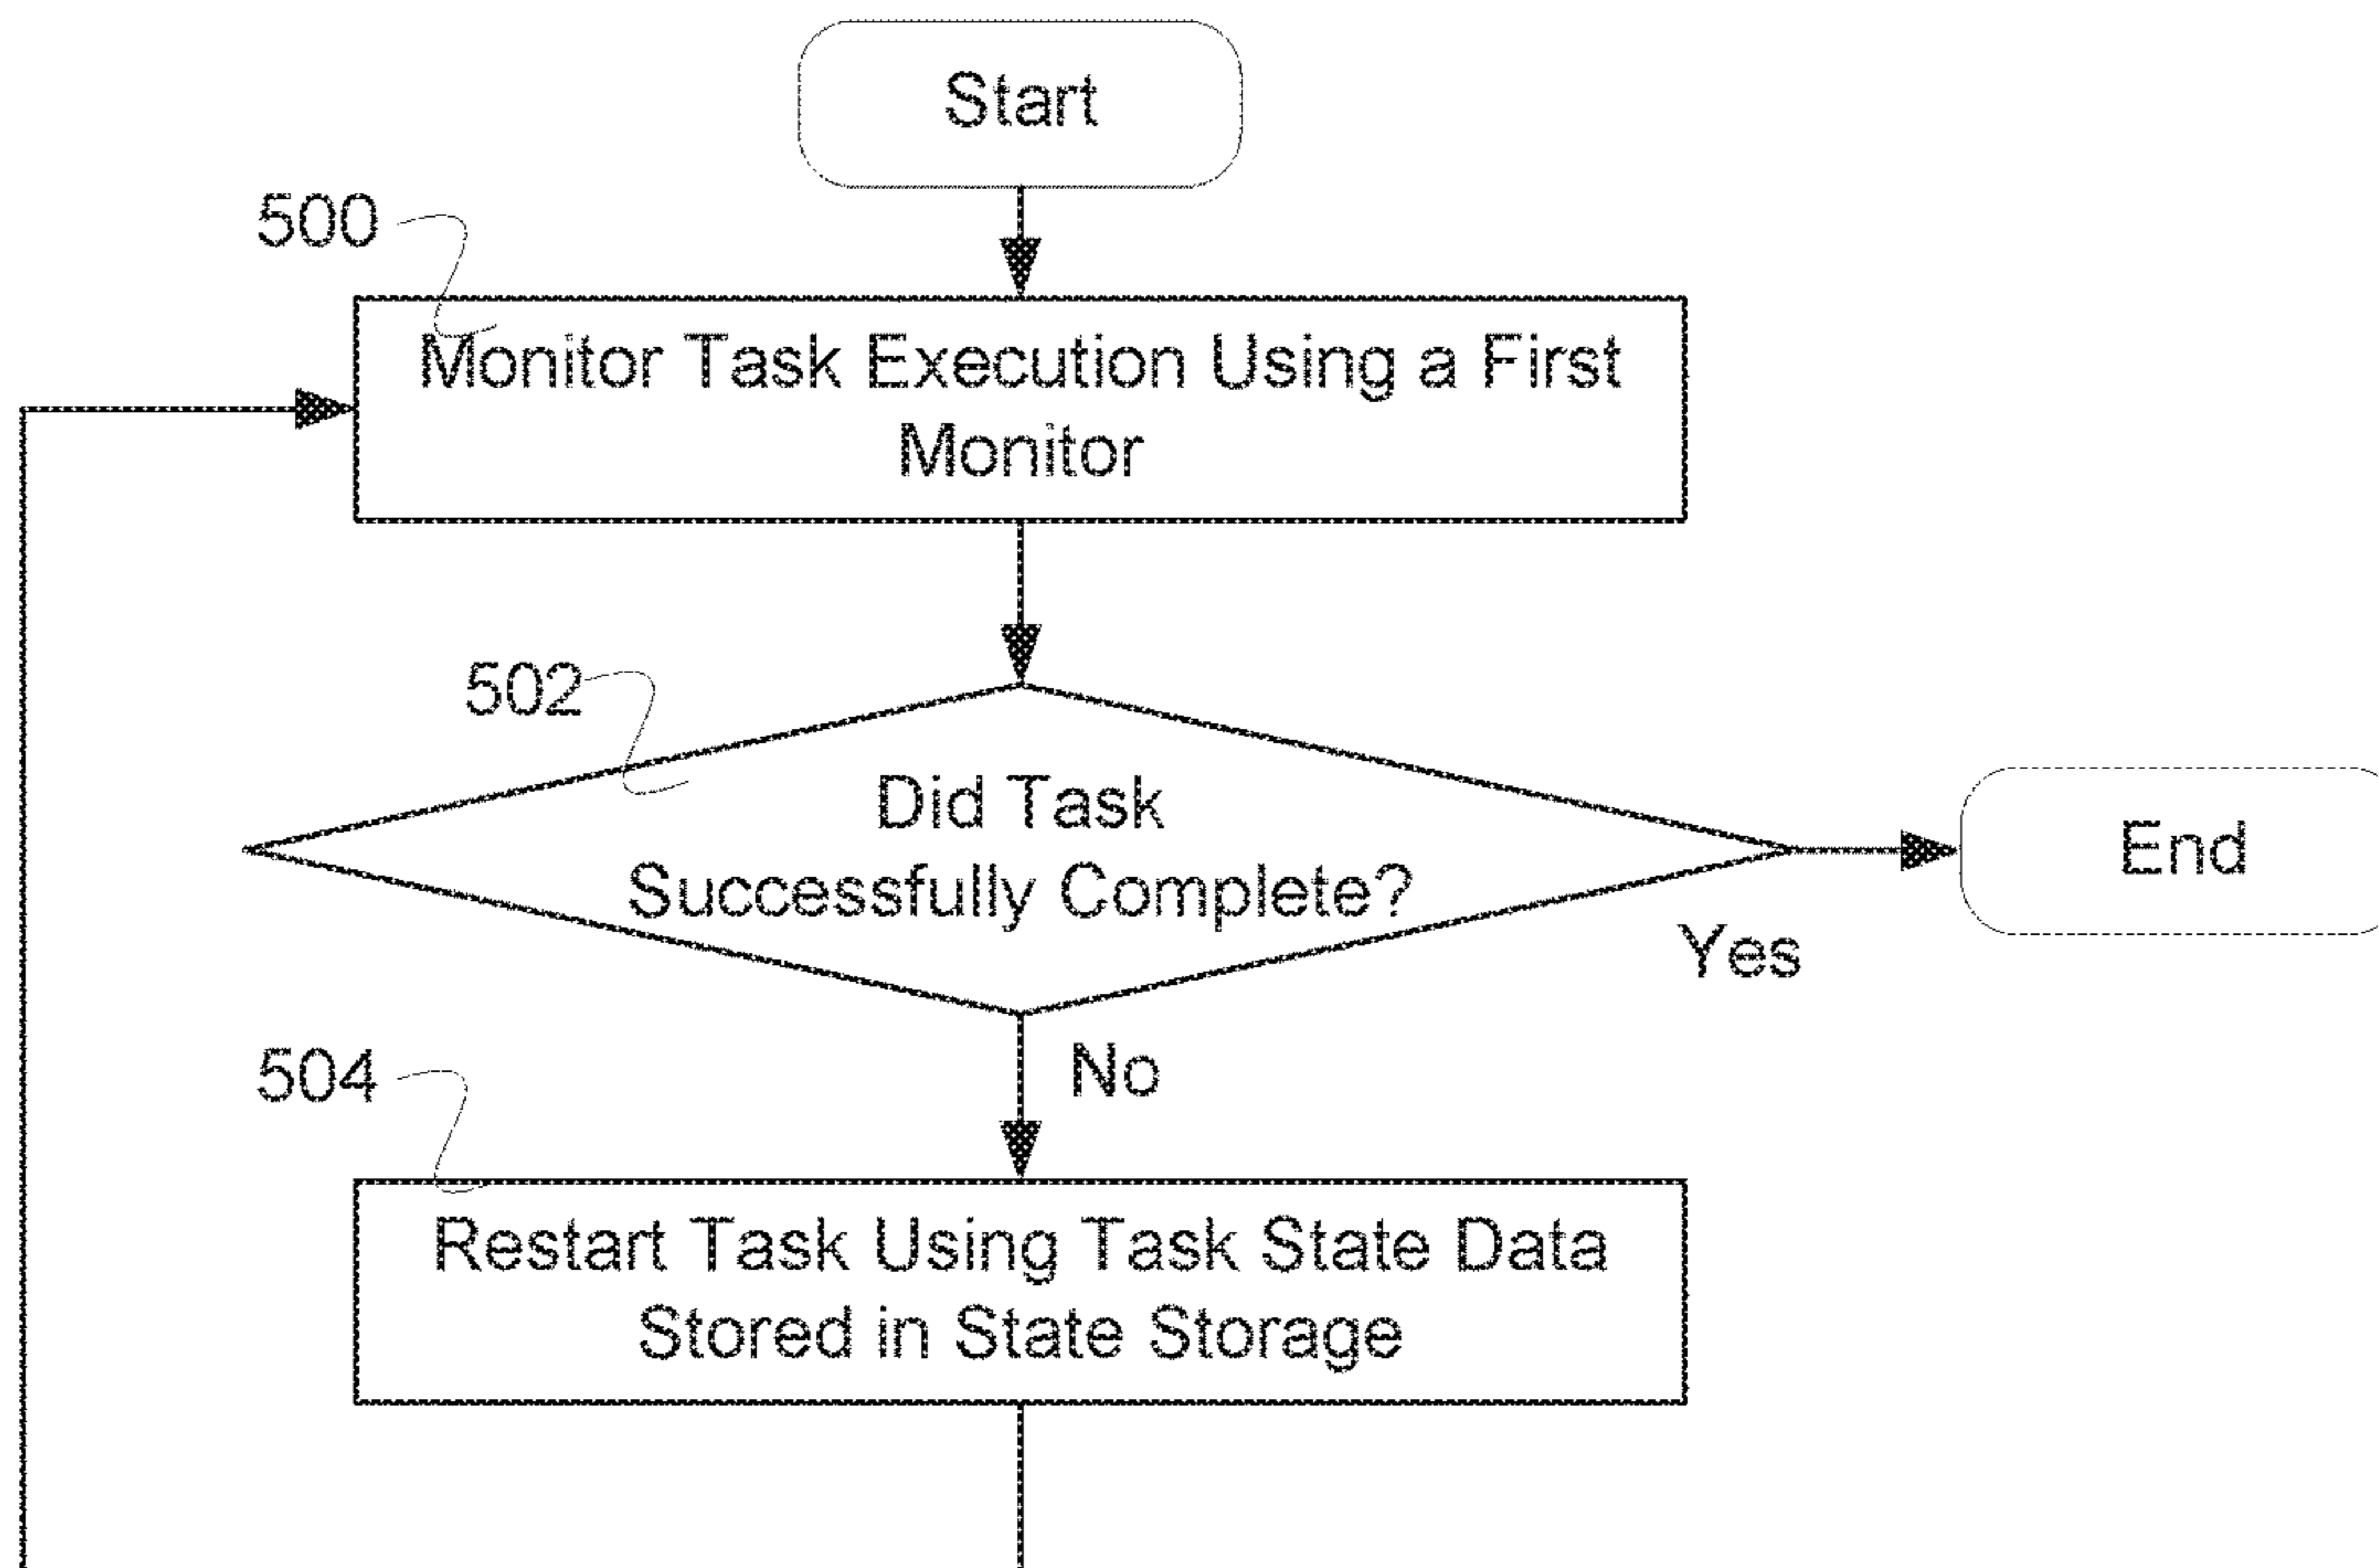 Start
500
Monitor Task Execution Using a First
Monitor
502
Did Task
Successfully Complete?
End
Yes
No
504
Restart Task Using Task State Data
Stored in State Storage